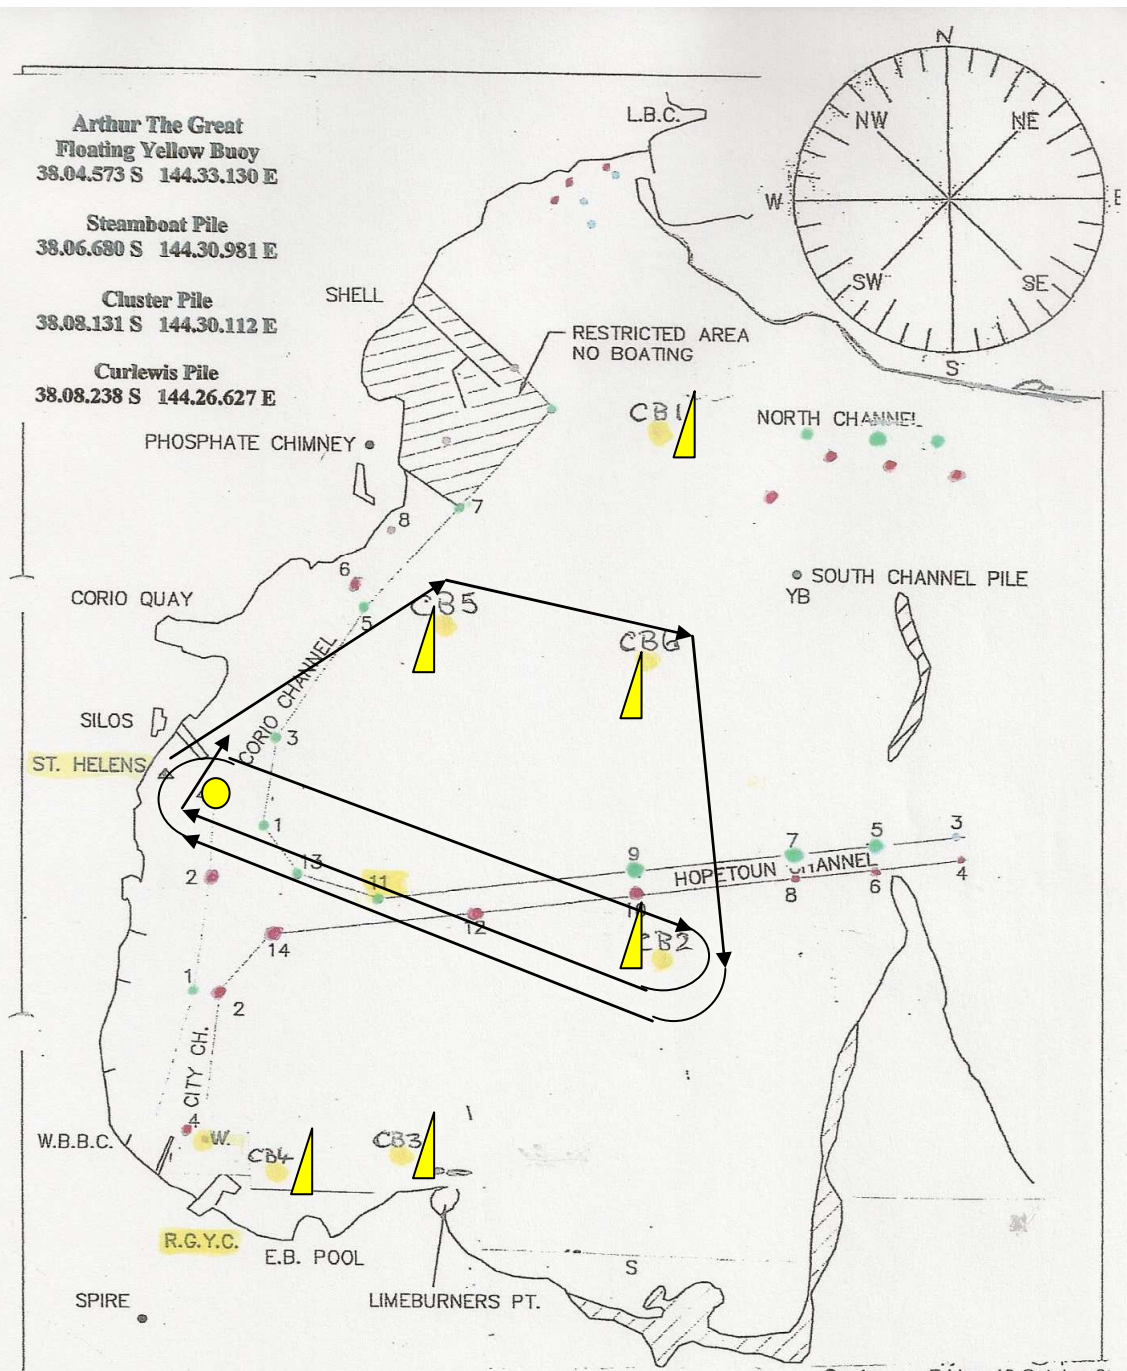 Arthur The Great
Floating Yellow Buoy
38.04.573 S 144.33.130 E
Steamboat Pile
38.06.680 S 144.30.981 E
Cluster Pile
38.08.131 S 144.30.112 E
Curlewis Pile
38.08.238 S 144.26.627 E
L.B.C.
N
NW
NE
W
E
SW
SE
S
SHELL
RESTRICTED AREA
NO BOATING
CB1
NORTH CHANNEL
PHOSPHATE CHIMNEY
7
8
6
SOUTH CHANNEL PILE
YB
CORIO QUAY
CB5
5
CB6
CORIO CHANNEL
SILOS
3
ST. HELENS
4
1
13
2
11
9
7
5
3
HOPETOUN CHANNEL
10
8
6
4
12
14
CB2
1
2
CITY CH.
4
W.
W.B.B.C.
CB4
CB3
R.G.Y.C.
E.B. POOL
S
SPIRE
LIMEBURNERS PT.